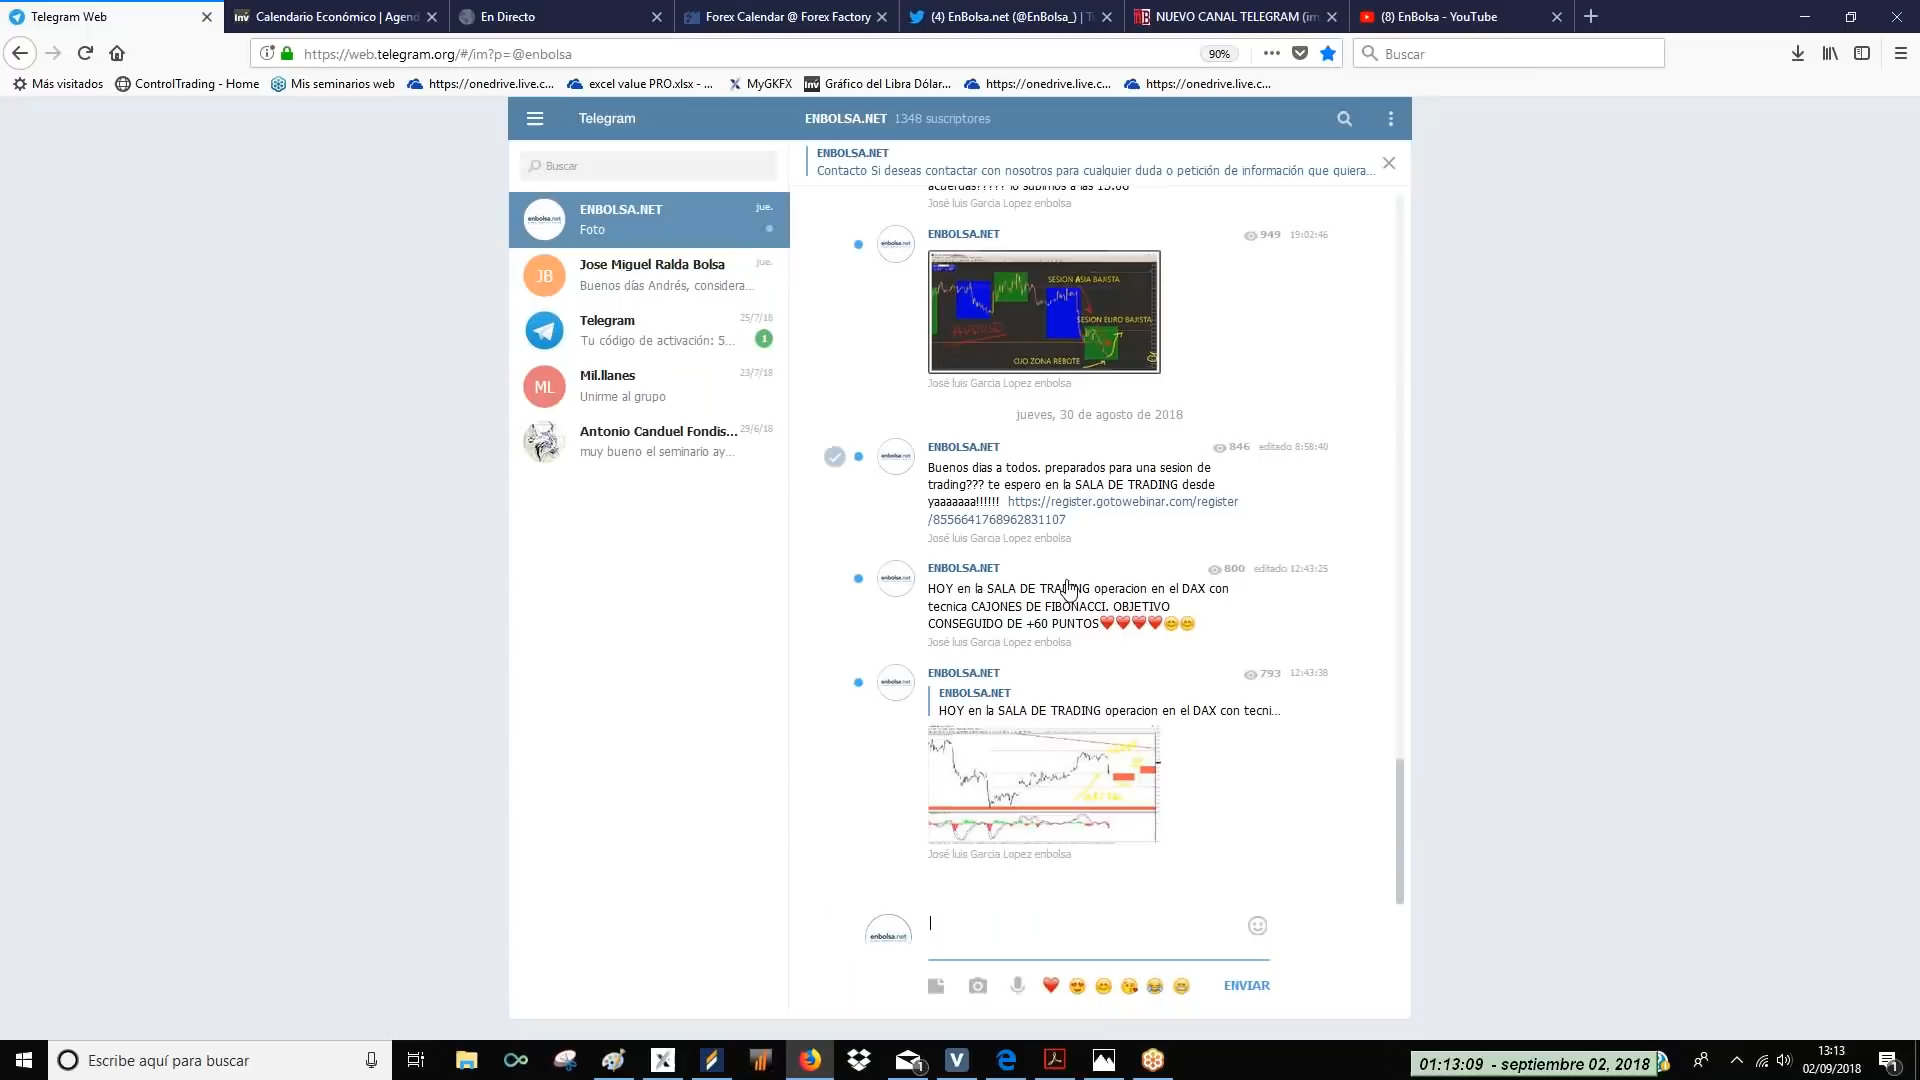 Telegram Web
Calendario Económico | Agen
En Directo
Forex Calendar @ Forex Factory
(4) EnBolsa.net (@EnBolsa_) | T
NUEVO CANAL TELEGRAM (im
(8) EnBolsa - YouTube
https://web.telegram.org/#/im?p=@enbolsa
90%
Buscar
Más visitados
ControlTrading - Home
Mis seminarios web
https://onedrive.live.c...
excel value PRO.xlsx - ...
MyGKFX
Gráfico del Libra Dólar...
https://onedrive.live.c...
https://onedrive.live.c...
Telegram
ENBOLSA.NET 1348 suscriptores
Buscar
ENBOLSA.NET
Contacto Si deseas contactar con nosotros para cualquier duda o petición de información que quiera...
ENBOLSA.NET jue.
Foto
JB
Jose Miguel Ralda Bolsa jue.
Buenos días Andrés, considera...
Telegram 25/7/18
Tu código de activación: 5... 1
ML
Mil.llanes 23/7/18
Unirme al grupo
Antonio Canduel Fondis... 29/6/18
muy bueno el seminario ay...
José luis Garcia Lopez enbolsa
ENBOLSA.NET 949 19:02:46
SESION ASIA BAJISTA
SESION EURO BAJISTA
OJO ZONA REBOTE
José luis Garcia Lopez enbolsa
jueves, 30 de agosto de 2018
ENBOLSA.NET 846 editado 8:58:40
Buenos dias a todos. preparados para una sesion de
trading??? te espero en la SALA DE TRADING desde
yaaaaaaa!!!!!! https://register.gotowebinar.com/register
/8556641768962831107
José luis Garcia Lopez enbolsa
ENBOLSA.NET 800 editado 12:43:25
HOY en la SALA DE TRADING operacion en el DAX con
tecnica CAJONES DE FIBONACCI. OBJETIVO
CONSEGUIDO DE +60 PUNTOS❤️❤️❤️❤️😊😊
José luis Garcia Lopez enbolsa
ENBOLSA.NET 793 12:43:38
ENBOLSA.NET
HOY en la SALA DE TRADING operacion en el DAX con tecni...
José luis Garcia Lopez enbolsa
enbolsa.net
ENVIAR
Escribe aquí para buscar
01:13:09 - septiembre 02, 2018
13:13
02/09/2018